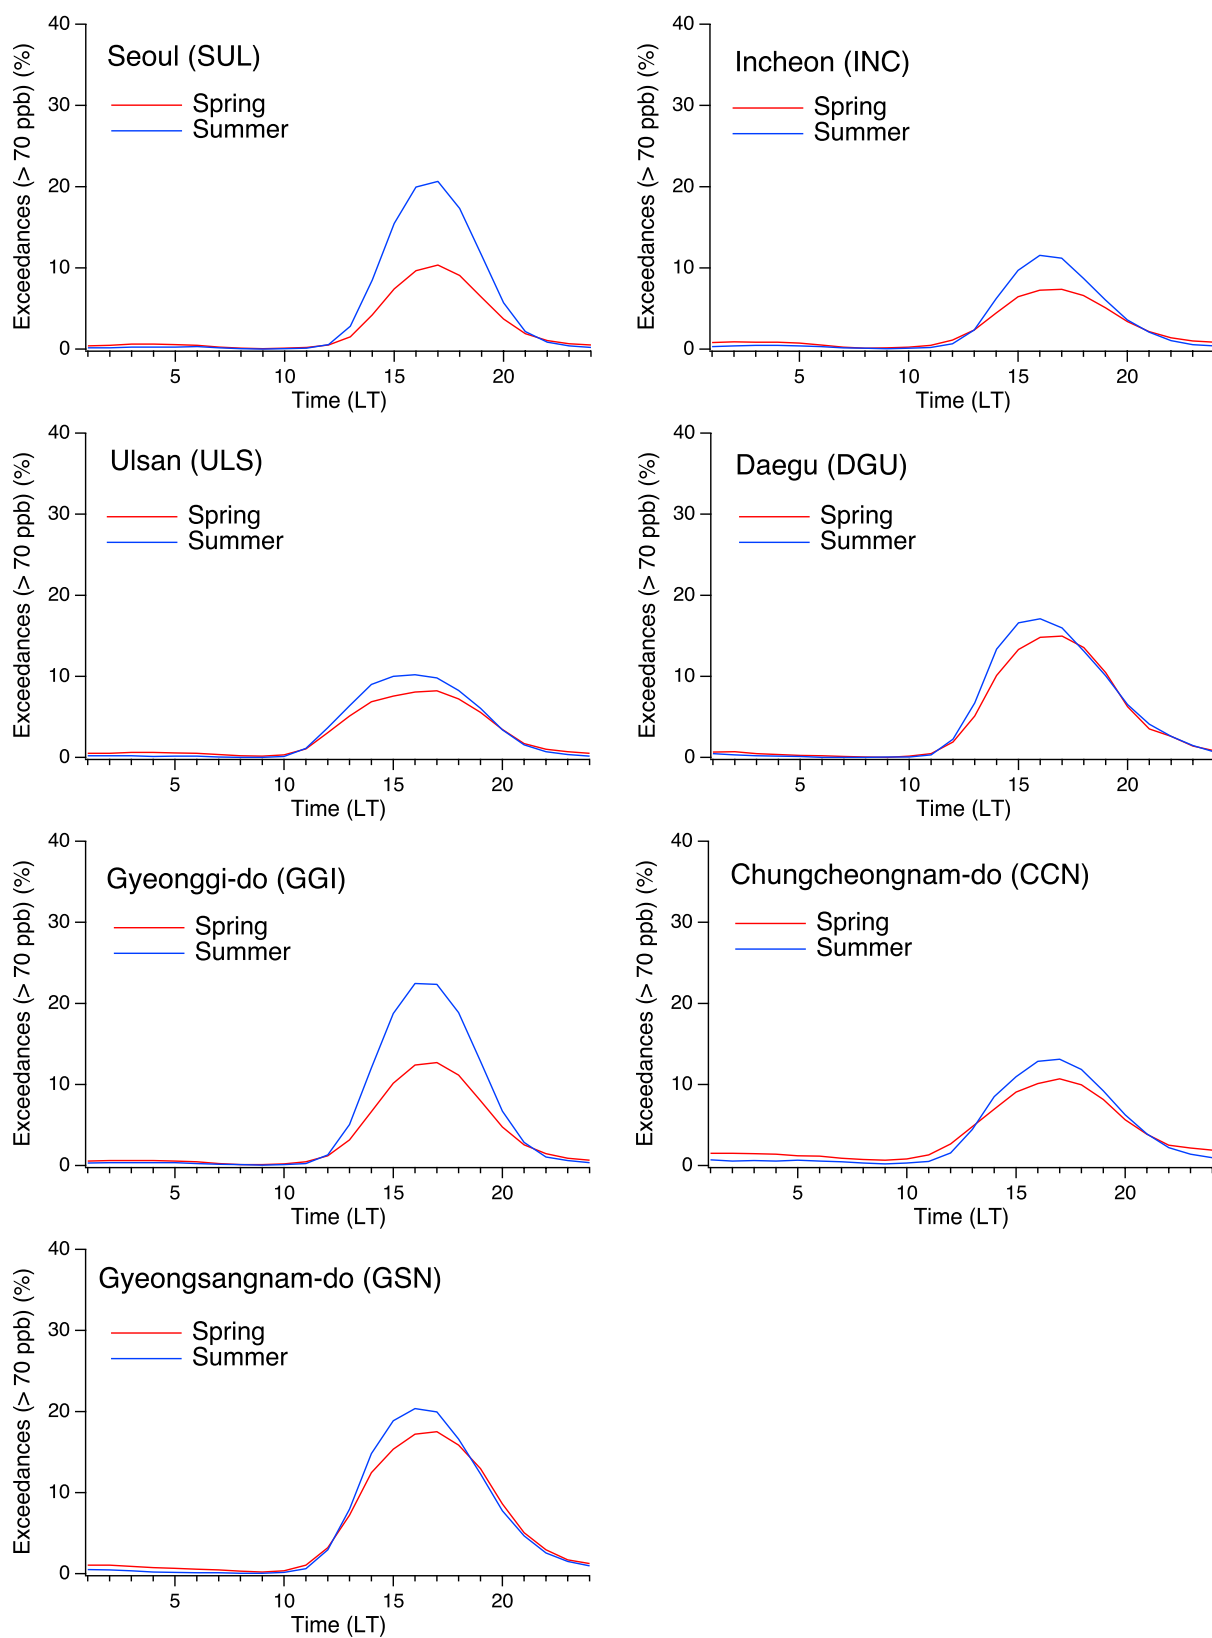 Seoul (SUL)
Spring
Summer
Exceedances (> 70 ppb) (%)
40
30
20
10
0
5 10 15 20
Time (LT)
Incheon (INC)
Spring
Summer
Exceedances (> 70 ppb) (%)
40
30
20
10
0
5 10 15 20
Time (LT)
Ulsan (ULS)
Spring
Summer
Exceedances (> 70 ppb) (%)
40
30
20
10
0
5 10 15 20
Time (LT)
Daegu (DGU)
Spring
Summer
Exceedances (> 70 ppb) (%)
40
30
20
10
0
5 10 15 20
Time (LT)
Gyeonggi-do (GGI)
Spring
Summer
Exceedances (> 70 ppb) (%)
40
30
20
10
0
5 10 15 20
Time (LT)
Chungcheongnam-do (CCN)
Spring
Summer
Exceedances (> 70 ppb) (%)
40
30
20
10
0
5 10 15 20
Time (LT)
Gyeongsangnam-do (GSN)
Spring
Summer
Exceedances (> 70 ppb) (%)
40
30
20
10
0
5 10 15 20
Time (LT)